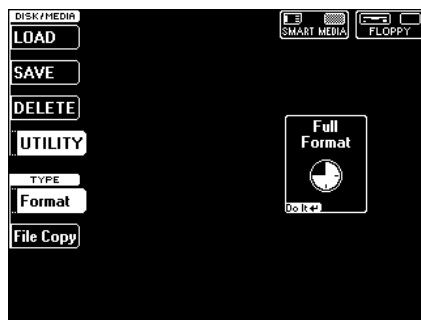 DISK/MEDIA
LOAD
SAVE
DELETE
UTILITY
TYPE
Format
File Copy
SMART MEDIA
FLOPPY
Full
Format
Do It↵